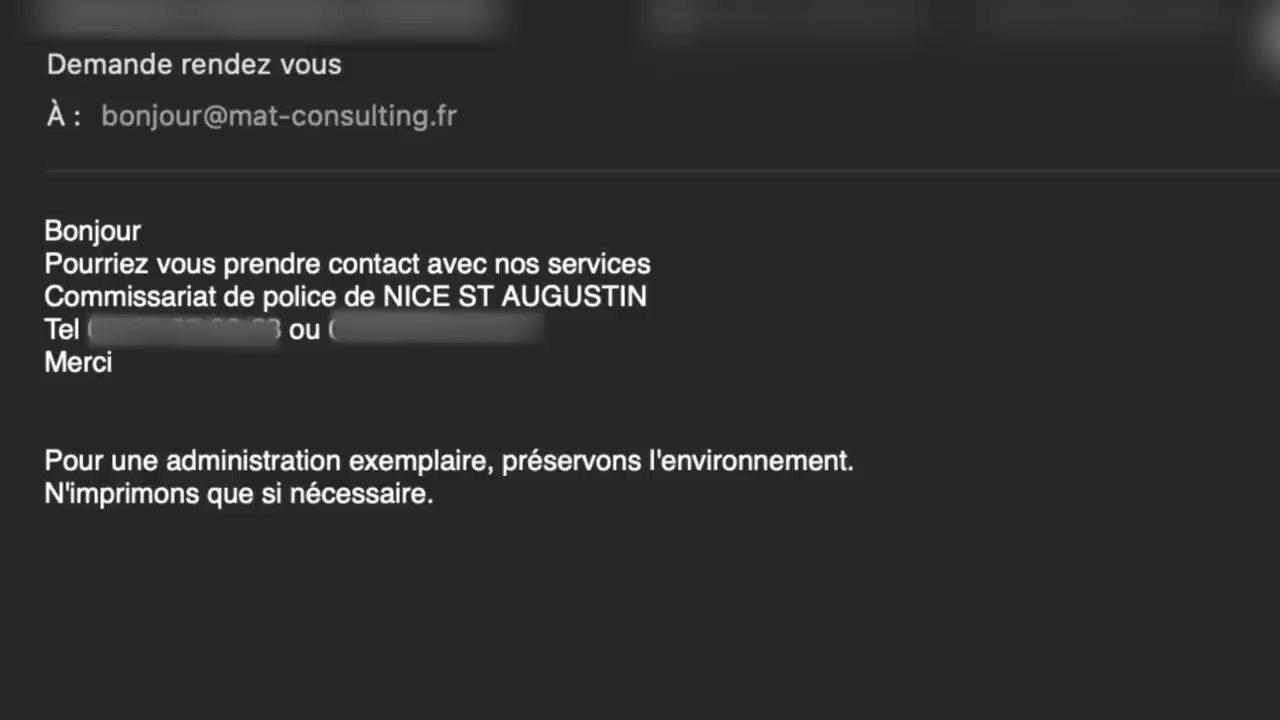 Demande rendez vous
À : bonjour@mat-consulting.fr
Bonjour
Pourriez vous prendre contact avec nos services
Commissariat de police de NICE ST AUGUSTIN
Tel ou
Merci
Pour une administration exemplaire, préservons l'environnement.
N'imprimons que si nécessaire.